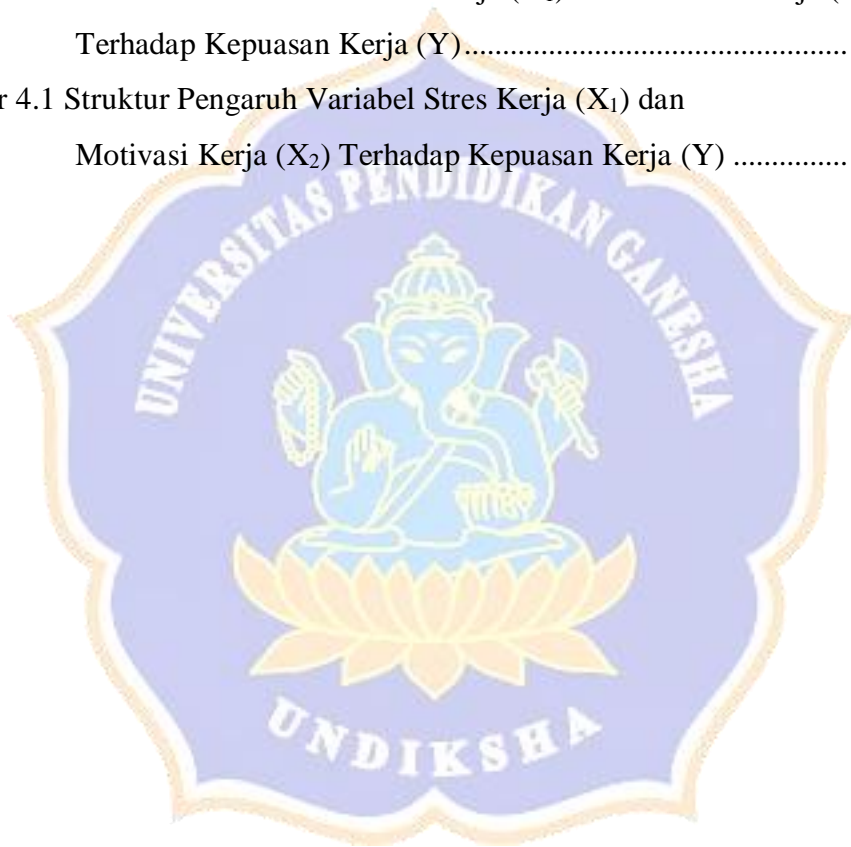 Terhadap Kepuasan Kerja (Y)..........................................
r 4.1 Struktur Pengaruh Variabel Stres Kerja (X₁) dan
Motivasi Kerja (X₂) Terhadap Kepuasan Kerja (Y) ...............
UNIVERSITAS PENDIDIKAN GANESHA
UNDIKSHA